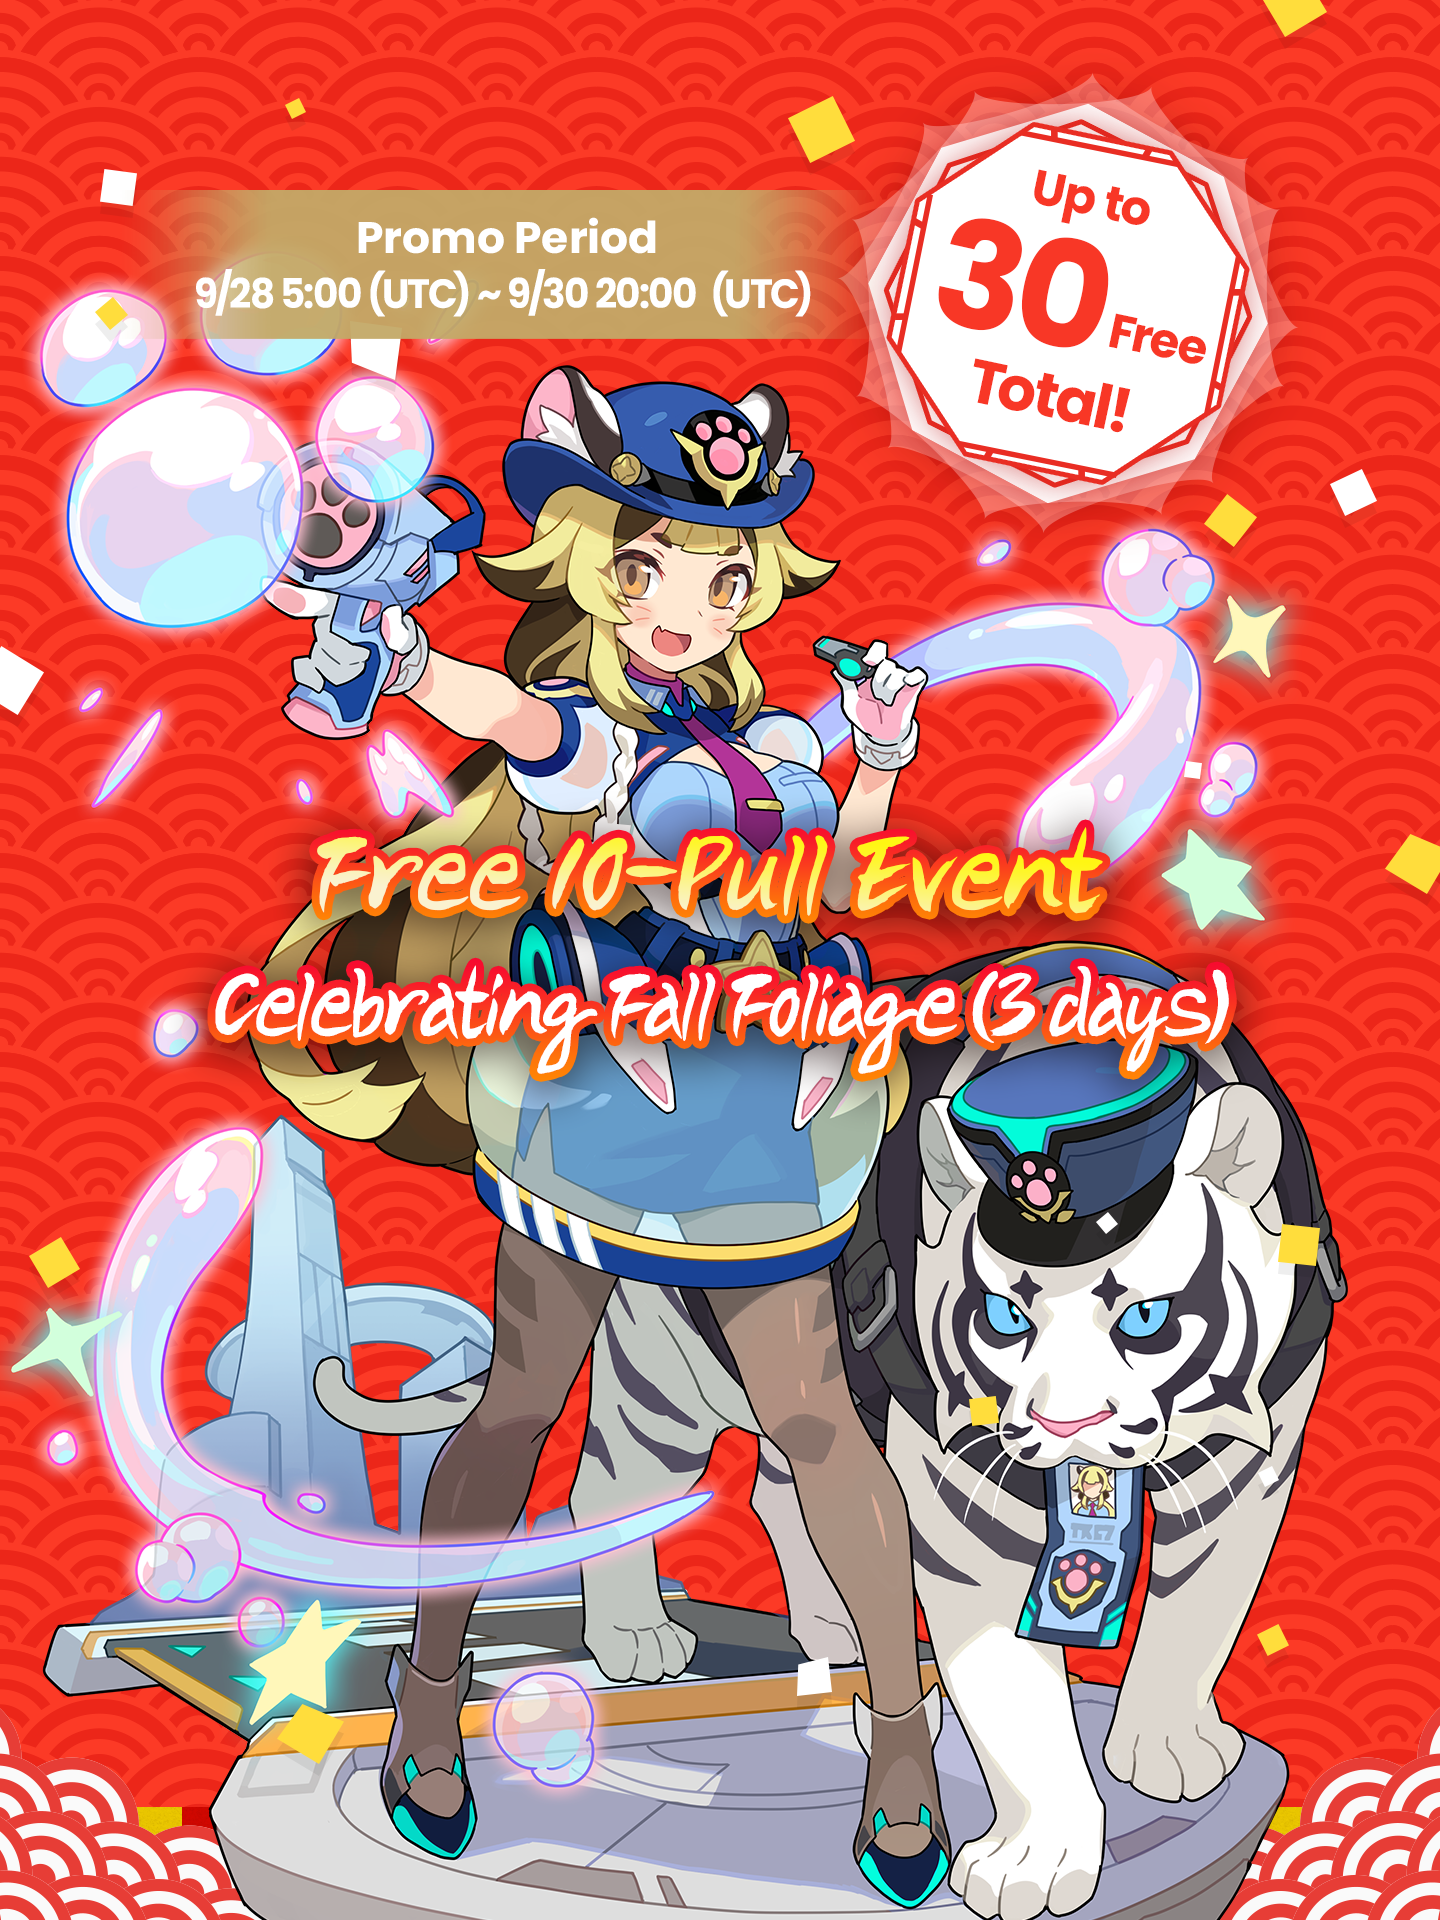 Promo Period
9/28 5:00 (UTC) ~ 9/30 20:00 (UTC)
Up to
30 Free
Total!
Free 10-Pull Event
Celebrating Fall Foliage (3 days)